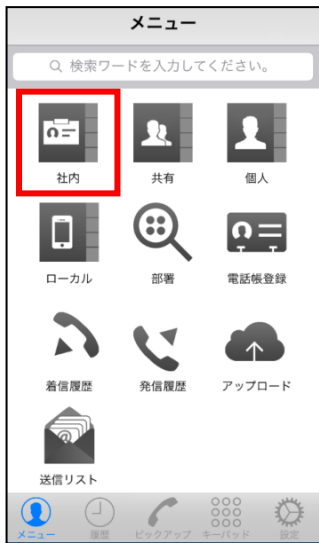 メニュー
検索ワードを入力してください。
社内
共有
個人
ローカル
部署
電話帳登録
着信履歴
発信履歴
アップロード
@
送信リスト
メニュー
履歴
ピックアップ
キーパッド
設定